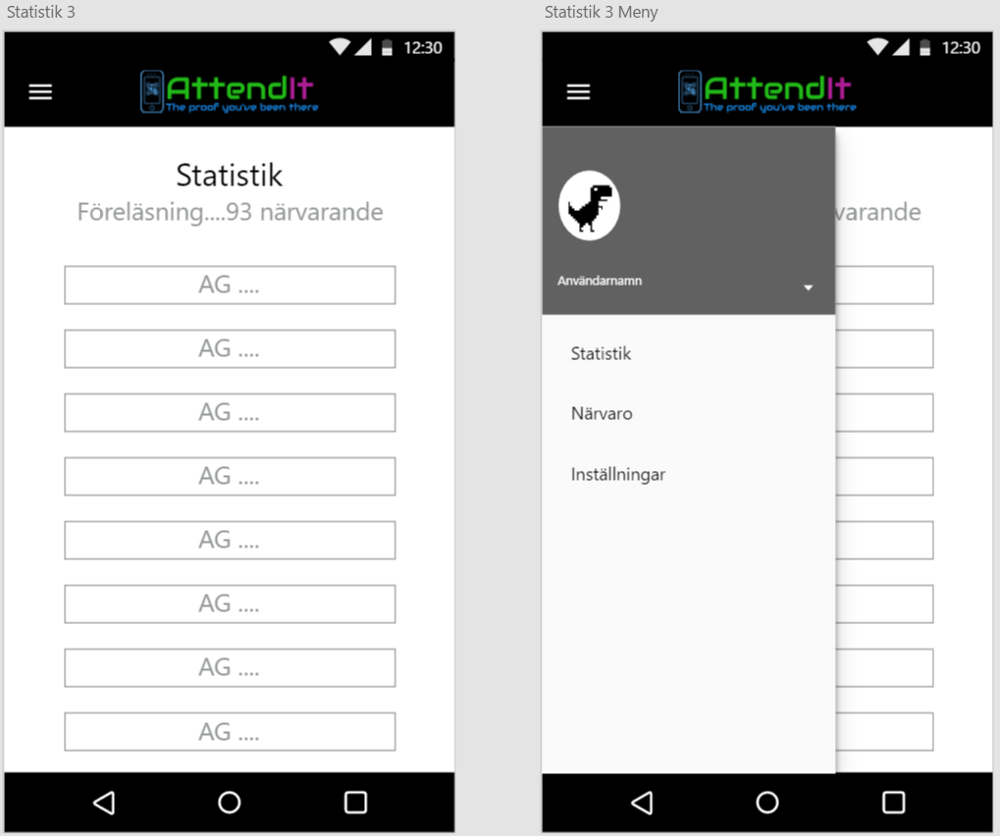 Statistik 3
12:30
AttendIt
The proof you've been there
Statistik
Föreläsning....93 närvarande
AG ....
AG ....
AG ....
AG ....
AG ....
AG ....
AG ....
AG ....
Statistik 3 Meny
12:30
AttendIt
The proof you've been there
varande
Användarnamn
Statistik
Närvaro
Inställningar